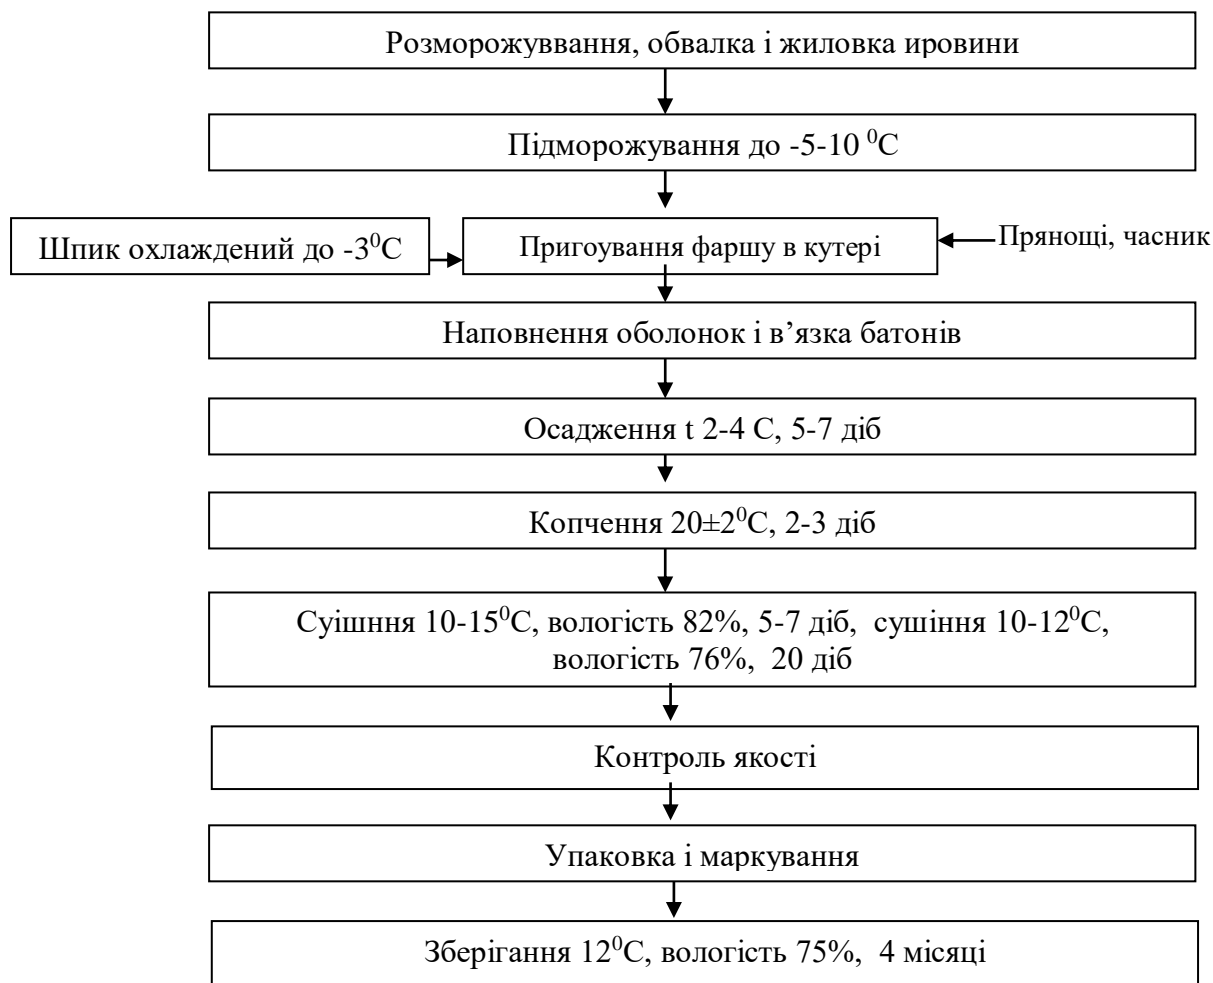 Розморожуввання, обвалка і жиловка ировини
Підморожування до -5-10 ⁰С
Шпик охлаждений до -3⁰С
Пригоування фаршу в кутері
Прянощі, часник
Наповнення оболонок і в’язка батонів
Осадження t 2-4 С, 5-7 діб
Копчення 20±2⁰С, 2-3 діб
Суішння 10-15⁰С, вологість 82%, 5-7 діб, сушіння 10-12⁰С,
вологість 76%, 20 діб
Контроль якості
Упаковка і маркування
Зберігання 12⁰С, вологість 75%, 4 місяці